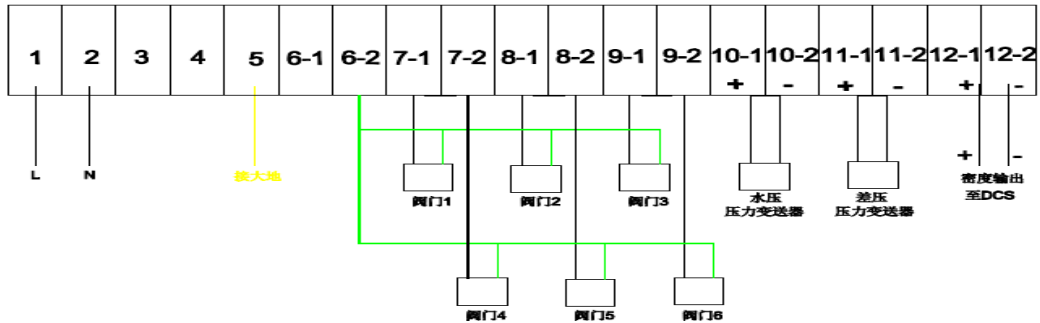 1 2 3 4 5 6-1 6-2 7-1 7-2 8-1 8-2 9-1 9-2 10-1 10-2 11-1 11-2 12-1 12-2
+ - + - + -
+ -
L N 接大地 密度输出
至DCS
阀门1 阀门2 阀门3
水压
压力变送器
差压
压力变送器
阀门4 阀门5 阀门6